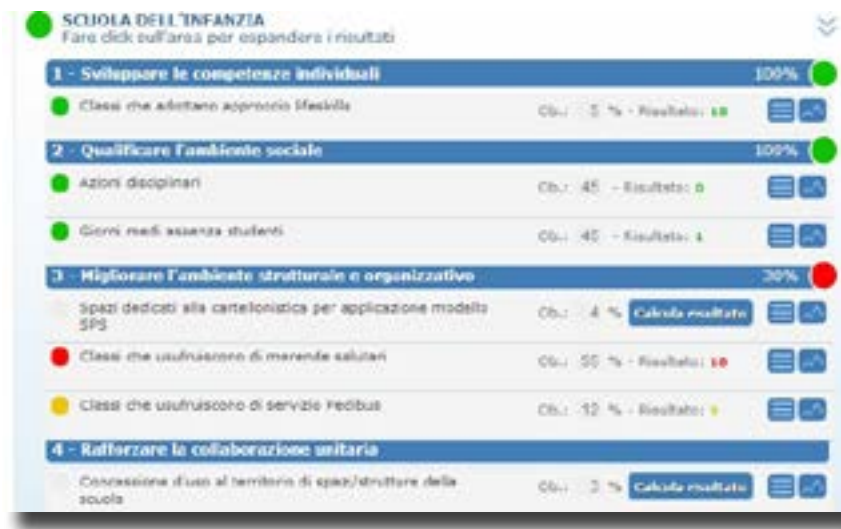 SCUOLA DELL'INFANZIA
Fare click sull'area per espandere i risultati
1 - Sviluppare le competenze individuali 100%
Classi che adottano approccio lifeskills Ob.: 5 % - Risultato: 10
2 - Qualificare l'ambiente sociale 100%
Azioni disciplinari Ob.: 45 - Risultato: 0
Giorni medi assenza studenti Ob.: 45 - Risultato: 1
3 - Migliorare l'ambiente strutturale e organizzativo 30%
Spazi dedicati alla cartellonistica per applicazione modello Ob.: 4 % Calcola risultato
SPS
Classi che usufruiscono di merende salutari Ob.: 55 % - Risultato: 10
Classi che usufruiscono di servizio Pedibus Ob.: 12 % - Risultato:
4 - Rafforzare la collaborazione unitaria
Concessione d'uso al territorio di spazi/strutture della Ob.: 3 % Calcola risultato
scuola